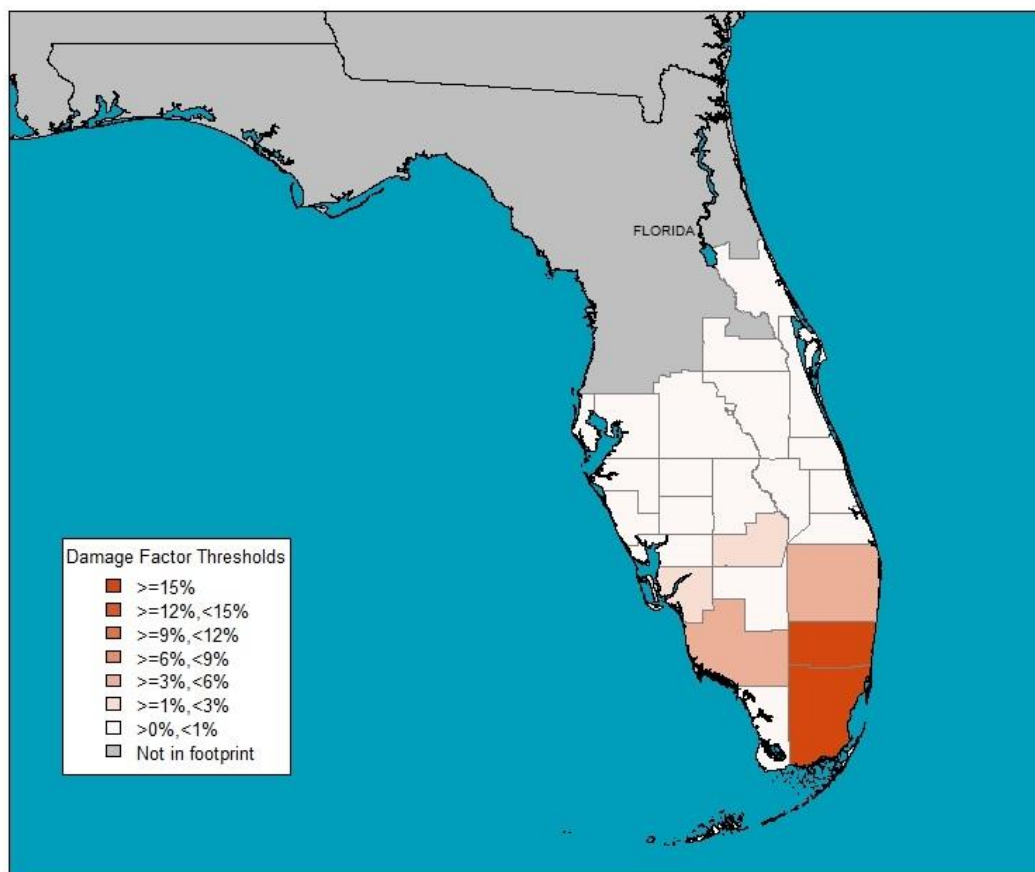 FLORIDA
Damage Factor Thresholds
>=15%
>=12%,<15%
>=9%,<12%
>=6%,<9%
>=3%,<6%
>=1%,<3%
>0%,<1%
Not in footprint